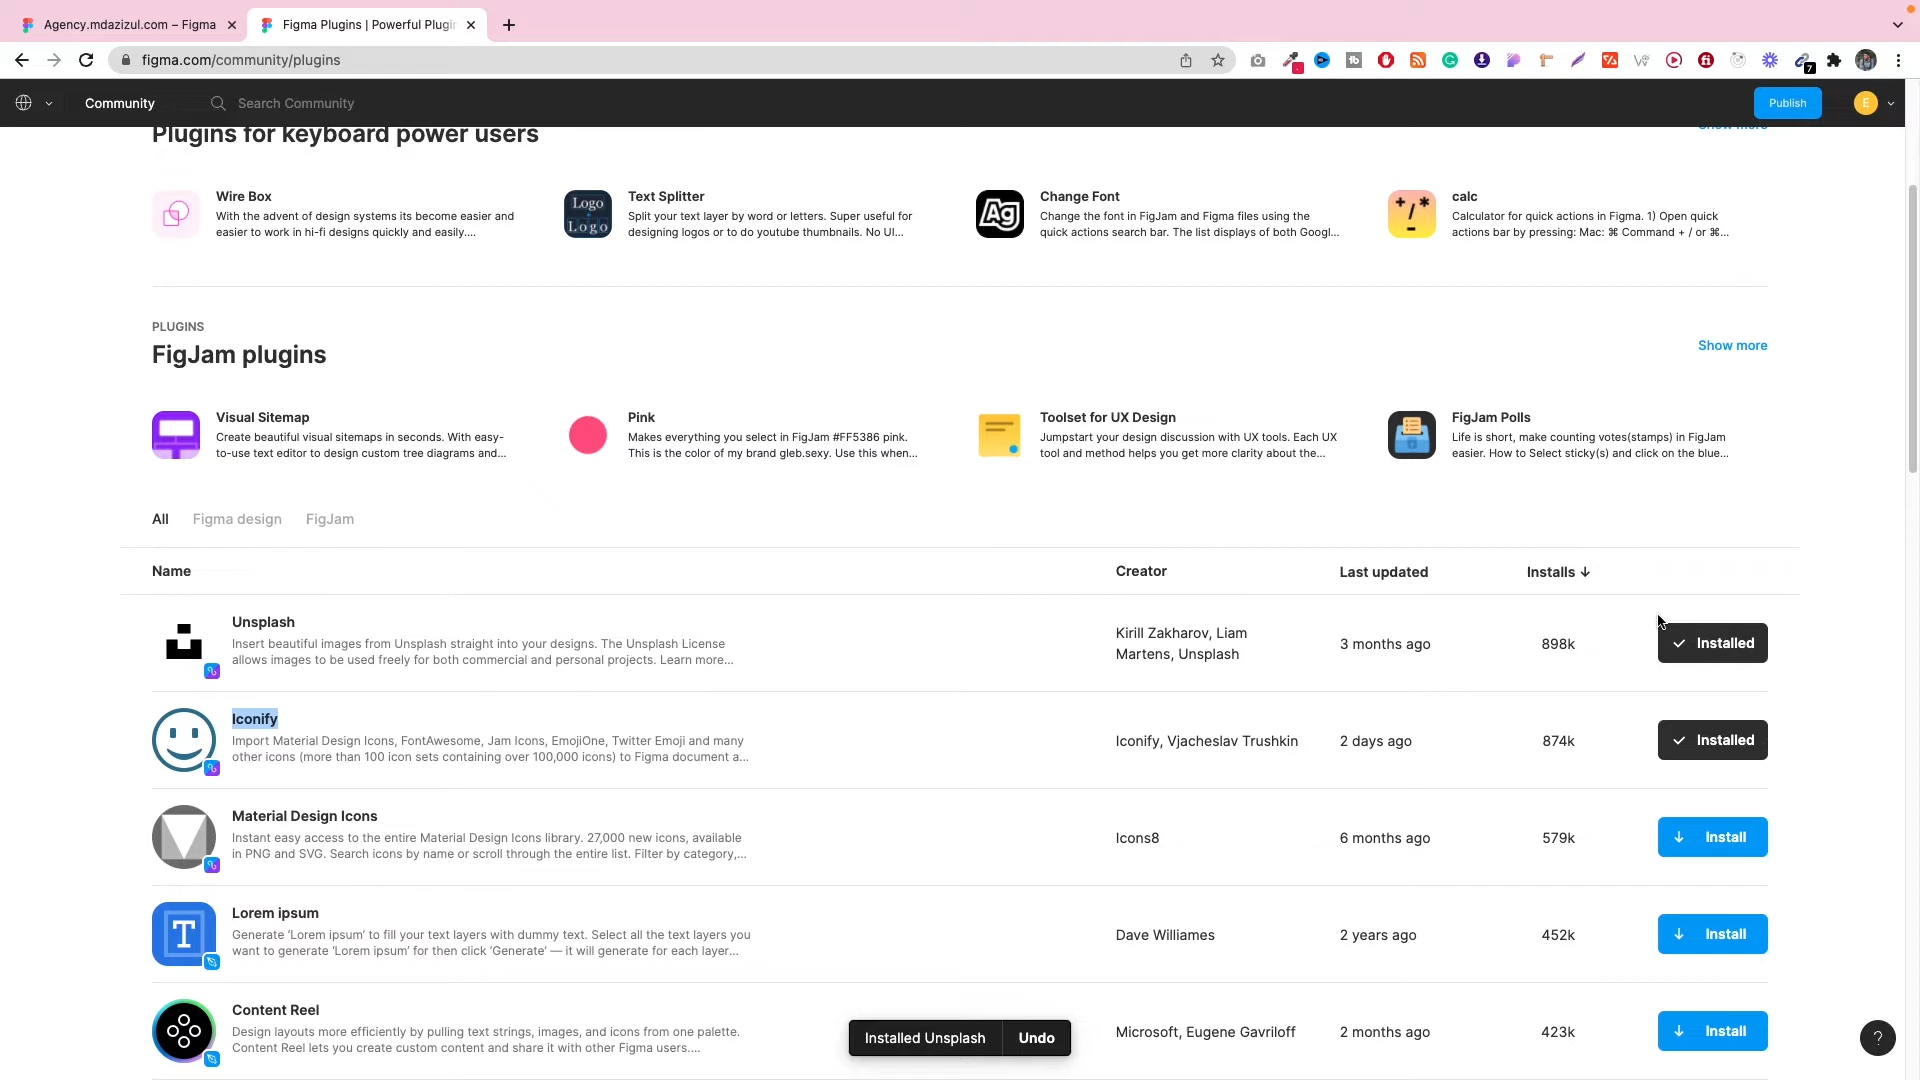 Agency.mdazizul.com – Figma
Figma Plugins | Powerful Plugin
figma.com/community/plugins
7
Community
Search Community
Publish
E
Plugins for keyboard power users
Show more
Wire Box
With the advent of design systems its become easier and
easier to work in hi-fi designs quickly and easily....
Logo
+
Logo
Text Splitter
Split your text layer by word or letters. Super useful for
designing logos or to do youtube thumbnails. No UI...
Ag
Change Font
Change the font in FigJam and Figma files using the
quick actions search bar. The list displays of both Googl...
calc
Calculator for quick actions in Figma. 1) Open quick
actions bar by pressing: Mac: ⌘ Command + / or ⌘...
PLUGINS
FigJam plugins
Show more
Visual Sitemap
Create beautiful visual sitemaps in seconds. With easy-
to-use text editor to design custom tree diagrams and...
Pink
Makes everything you select in FigJam #FF5386 pink.
This is the color of my brand gleb.sexy. Use this when...
Toolset for UX Design
Jumpstart your design discussion with UX tools. Each UX
tool and method helps you get more clarity about the...
FigJam Polls
Life is short, make counting votes(stamps) in FigJam
easier. How to Select sticky(s) and click on the blue...
All Figma design FigJam
Name Creator Last updated Installs ↓
Unsplash
Insert beautiful images from Unsplash straight into your designs. The Unsplash License
allows images to be used freely for both commercial and personal projects. Learn more...
Kirill Zakharov, Liam
Martens, Unsplash
3 months ago
898k
Installed
Iconify
Import Material Design Icons, FontAwesome, Jam Icons, EmojiOne, Twitter Emoji and many
other icons (more than 100 icon sets containing over 100,000 icons) to Figma document a...
Iconify, Vjacheslav Trushkin
2 days ago
874k
Installed
Material Design Icons
Instant easy access to the entire Material Design Icons library. 27,000 new icons, available
in PNG and SVG. Search icons by name or scroll through the entire list. Filter by category,...
Icons8
6 months ago
579k
Install
T
Lorem ipsum
Generate ‘Lorem ipsum’ to fill your text layers with dummy text. Select all the text layers you
want to generate ‘Lorem ipsum’ for then click ‘Generate’ — it will generate for each layer...
Dave Williames
2 years ago
452k
Install
Content Reel
Design layouts more efficiently by pulling text strings, images, and icons from one palette.
Content Reel lets you create custom content and share it with other Figma users....
Microsoft, Eugene Gavriloff
2 months ago
423k
Install
Installed Unsplash Undo
?